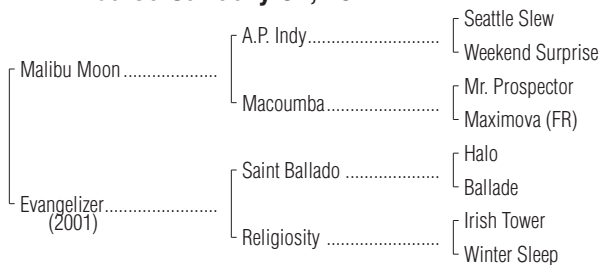 Seattle Slew
A.P. Indy........................................
Weekend Surprise
Malibu Moon ....................
Mr. Prospector
Macoumba..................................
Maximova (FR)
Halo
Saint Ballado ..............................
Ballade
Evangelizer........................
(2001)
Irish Tower
Religiosity ..................................
Winter Sleep